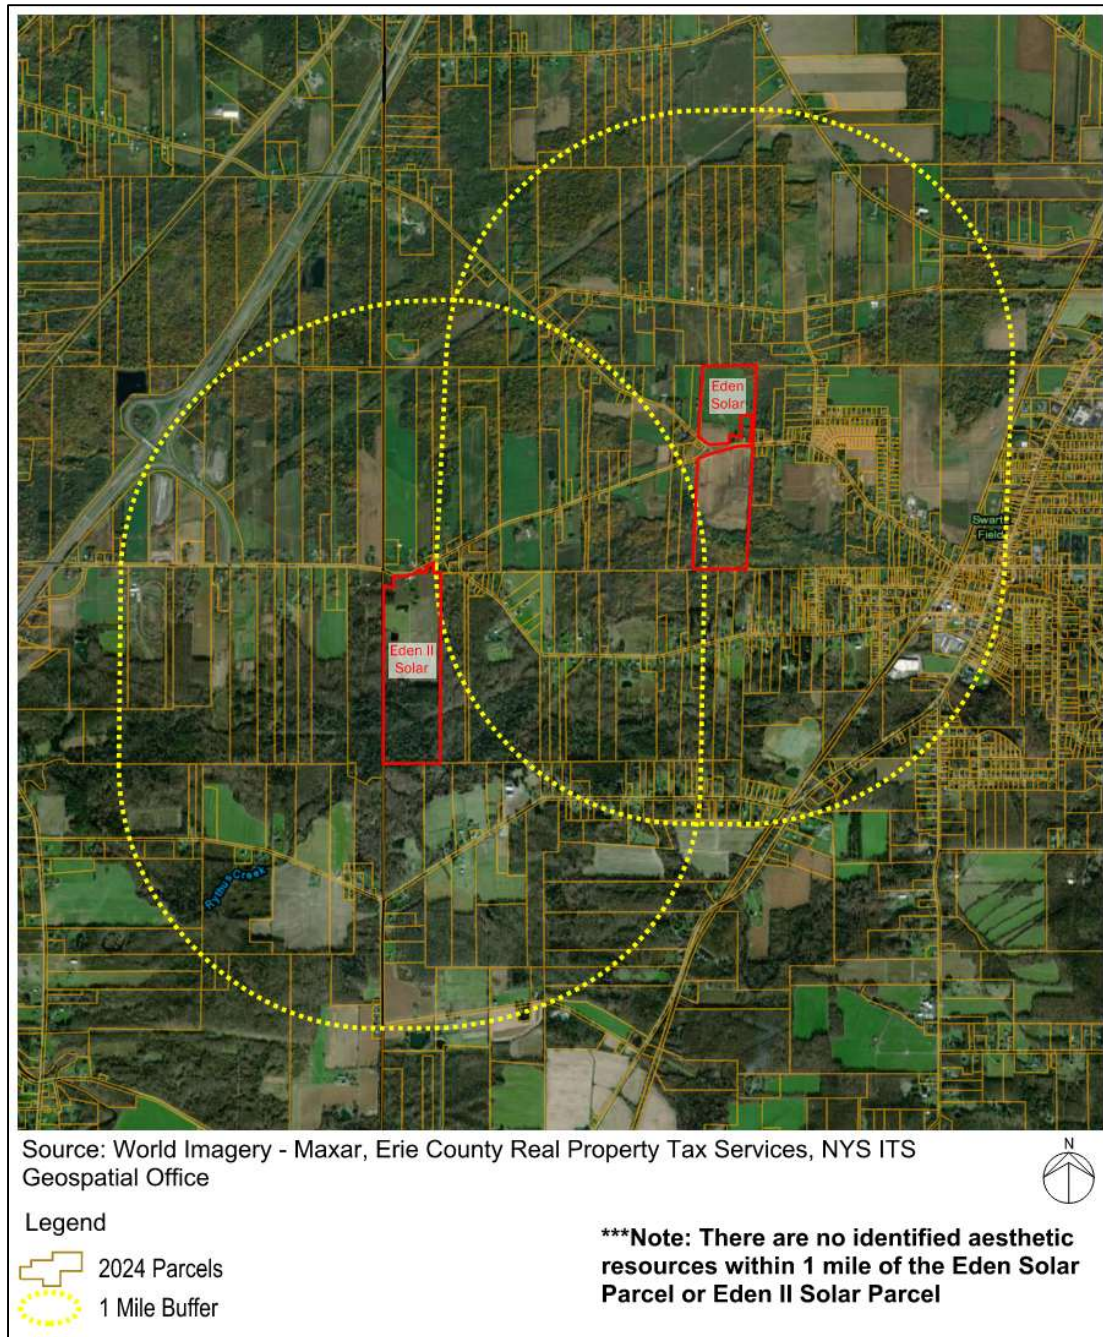 Eden
Solar
Swart
Field
Eden II
Solar
Rythus Creek
Source: World Imagery - Maxar, Erie County Real Property Tax Services, NYS ITS
Geospatial Office
N
Legend
2024 Parcels
1 Mile Buffer
***Note: There are no identified aesthetic
resources within 1 mile of the Eden Solar
Parcel or Eden II Solar Parcel